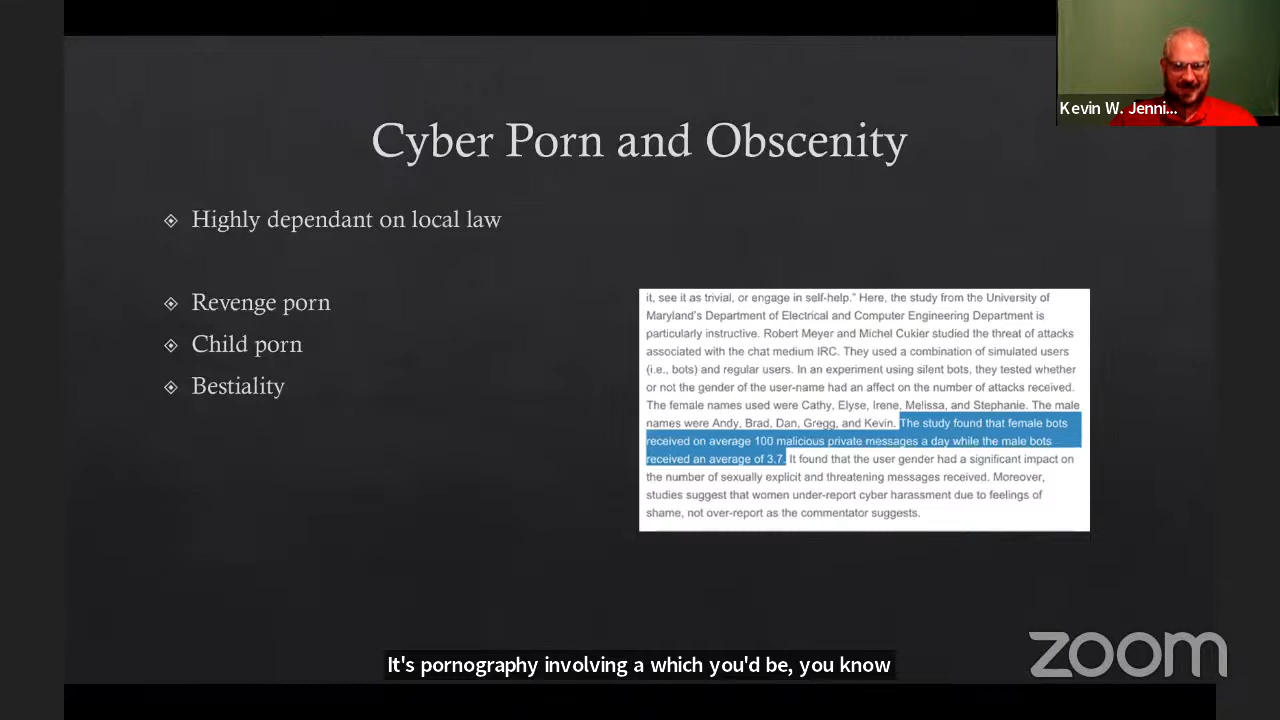 Kevin W. Jenni...
Cyber Porn and Obscenity
Highly dependant on local law
Revenge porn
Child porn
Bestiality
it, see it as trivial, or engage in self-help." Here, the study from the University of
Maryland's Department of Electrical and Computer Engineering Department is
particularly instructive. Robert Meyer and Michel Cukier studied the threat of attacks
associated with the chat medium IRC. They used a combination of simulated users
(i.e., bots) and regular users. In an experiment using silent bots, they tested whether
or not the gender of the user-name had an affect on the number of attacks received.
The female names used were Cathy, Elyse, Irene, Melissa, and Stephanie. The male
names were Andy, Brad, Dan, Gregg, and Kevin. The study found that female bots
received on average 100 malicious private messages a day while the male bots
received an average of 3.7. It found that the user gender had a significant impact on
the number of sexually explicit and threatening messages received. Moreover,
studies suggest that women under-report cyber harassment due to feelings of
shame, not over-report as the commentator suggests.
It's pornography involving a which you'd be, you know
zoom